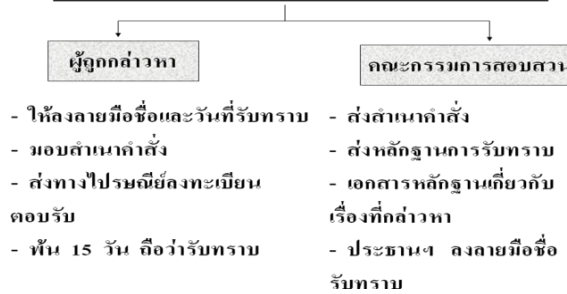 ผู้ถูกกล่าวหา
- ให้ลงลายมือชื่อและวันที่รับทราบ
- มอบสำเนาคำสั่ง
- ส่งทางไปรษณีย์ลงทะเบียน
ตอบรับ
- พ้น 15 วัน ถือว่ารับทราบ
คณะกรรมการสอบสวน
- ส่งสำเนาคำสั่ง
- ส่งหลักฐานการรับทราบ
- เอกสารหลักฐานเกี่ยวกับ
เรื่องที่กล่าวหา
- ประธานฯ ลงลายมือชื่อ
รับทราบ